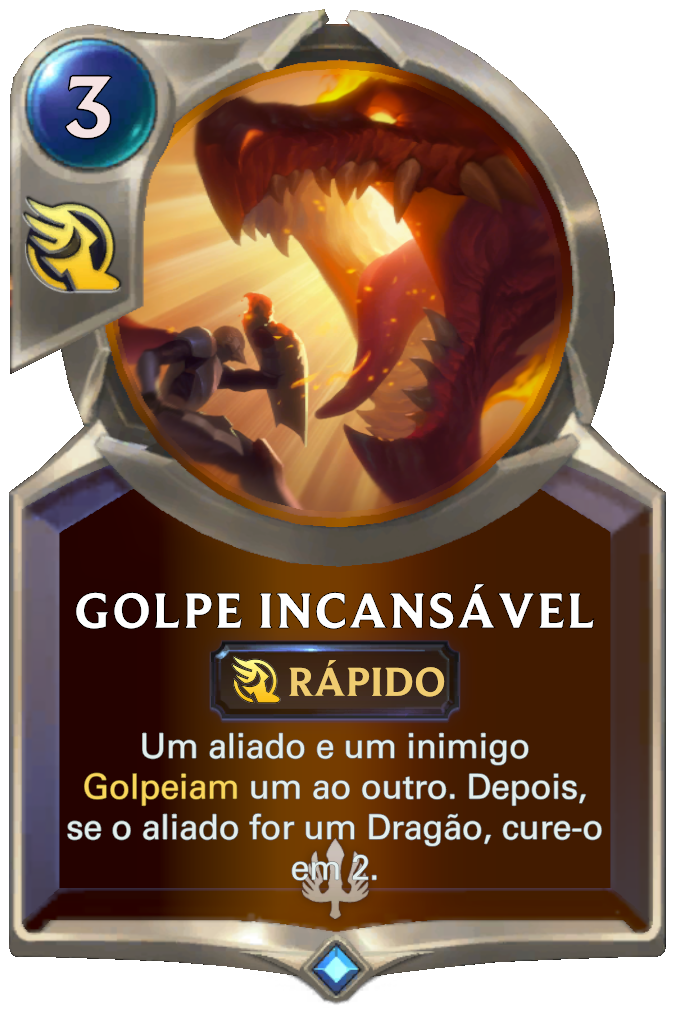 3
GOLPE INCANSÁVEL
RÁPIDO
Um aliado e um inimigo
Golpeiam um ao outro. Depois,
se o aliado for um Dragão, cure-o
em 2.